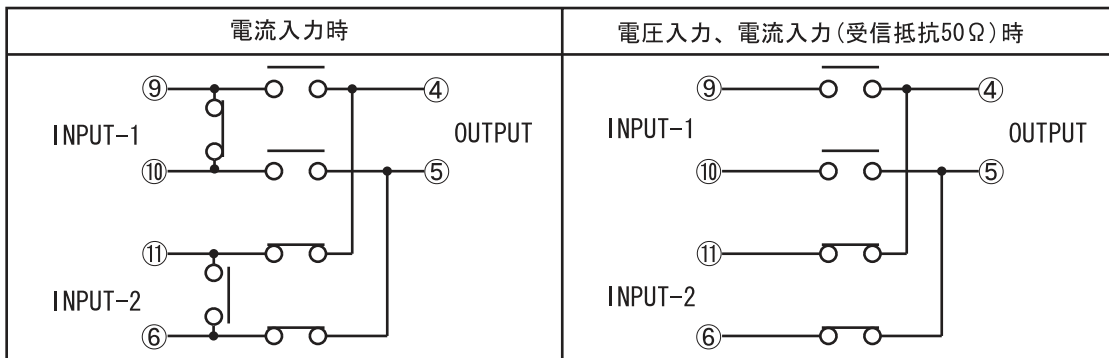 電流入力時
電圧入力、電流入力(受信抵抗50Ω)時
⑨
④
INPUT-1
OUTPUT
⑩
⑤
⑪
INPUT-2
⑥
⑨
④
INPUT-1
OUTPUT
⑩
⑤
⑪
INPUT-2
⑥